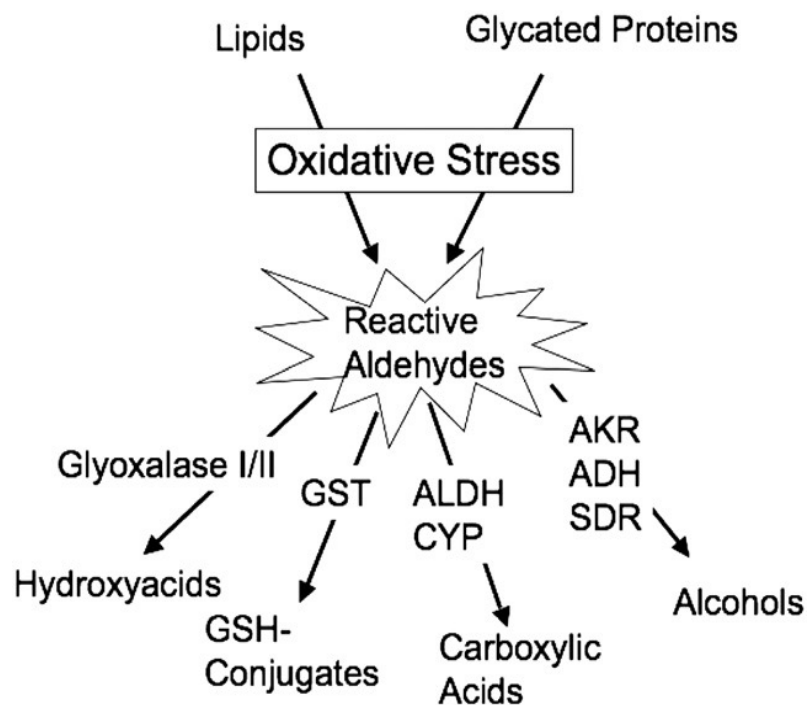 Lipids
Glycated Proteins
Oxidative Stress
Reactive
Aldehydes
Glyoxalase I/II
GST
ALDH
CYP
AKR
ADH
SDR
Hydroxyacids
GSH-
Conjugates
Carboxylic
Acids
Alcohols